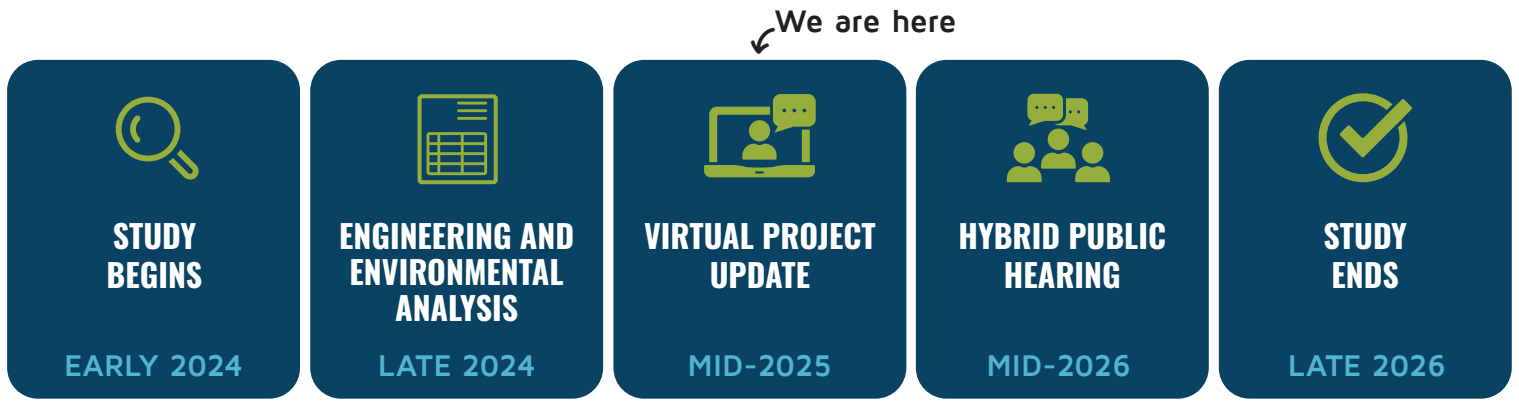 We are here
STUDY
BEGINS
EARLY 2024
ENGINEERING AND
ENVIRONMENTAL
ANALYSIS
LATE 2024
VIRTUAL PROJECT
UPDATE
MID-2025
HYBRID PUBLIC
HEARING
MID-2026
STUDY
ENDS
LATE 2026